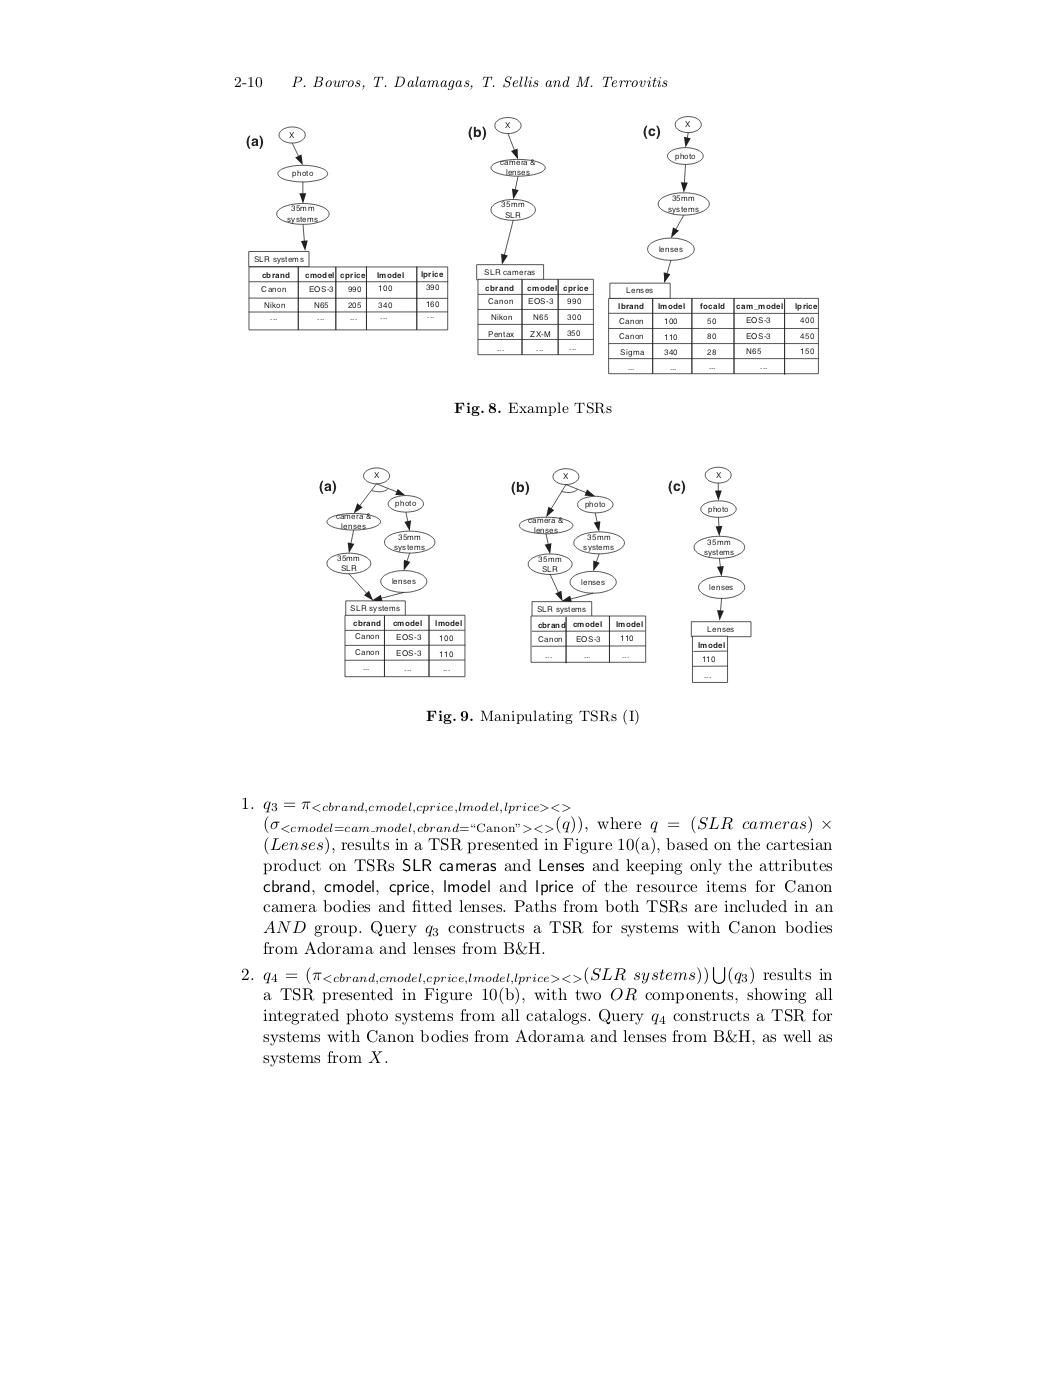 2-10 P. Bouros, T. Dalamagas, T. Sellis and M. Terrovitis
(a)
X
photo
35mm
systems
SLR systems
cbrand cmodel cprice lmodel lprice
Canon EOS-3 990 100 390
Nikon N65 205 340 160
... ... ... ... ...
(b)
X
camera &
lenses
35mm
SLR
SLR cameras
cbrand cmodel cprice
Canon EOS-3 990
Nikon N65 300
Pentax ZX-M 350
... ... ...
(c)
X
photo
35mm
systems
lenses
Lenses
lbrand lmodel focald cam_model lprice
Canon 100 50 EOS-3 400
Canon 110 80 EOS-3 450
Sigma 340 28 N65 150
... ... ... ...
Fig. 8. Example TSRs
(a)
X
photo
camera &
lenses
35mm
systems
35mm
SLR
lenses
SLR systems
cbrand cmodel lmodel
Canon EOS-3 100
Canon EOS-3 110
... ... ...
(b)
X
photo
camera &
lenses
35mm
systems
35mm
SLR
lenses
SLR systems
cbrand cmodel lmodel
Canon EOS-3 110
... ... ...
(c)
X
photo
35mm
systems
lenses
Lenses
lmodel
110
...
Fig. 9. Manipulating TSRs (I)
1. q3 = π<cbrand,cmodel,cprice,lmodel,lprice><>
(σ<cmodel=cam_model,cbrand=“Canon”><>(q)), where q = (SLR cameras) ×
(Lenses), results in a TSR presented in Figure 10(a), based on the cartesian
product on TSRs SLR cameras and Lenses and keeping only the attributes
cbrand, cmodel, cprice, lmodel and lprice of the resource items for Canon
camera bodies and fitted lenses. Paths from both TSRs are included in an
AND group. Query q3 constructs a TSR for systems with Canon bodies
from Adorama and lenses from B&H.
2. q4 = (π<cbrand,cmodel,cprice,lmodel,lprice><>(SLR systems))⋃(q3) results in
a TSR presented in Figure 10(b), with two OR components, showing all
integrated photo systems from all catalogs. Query q4 constructs a TSR for
systems with Canon bodies from Adorama and lenses from B&H, as well as
systems from X.